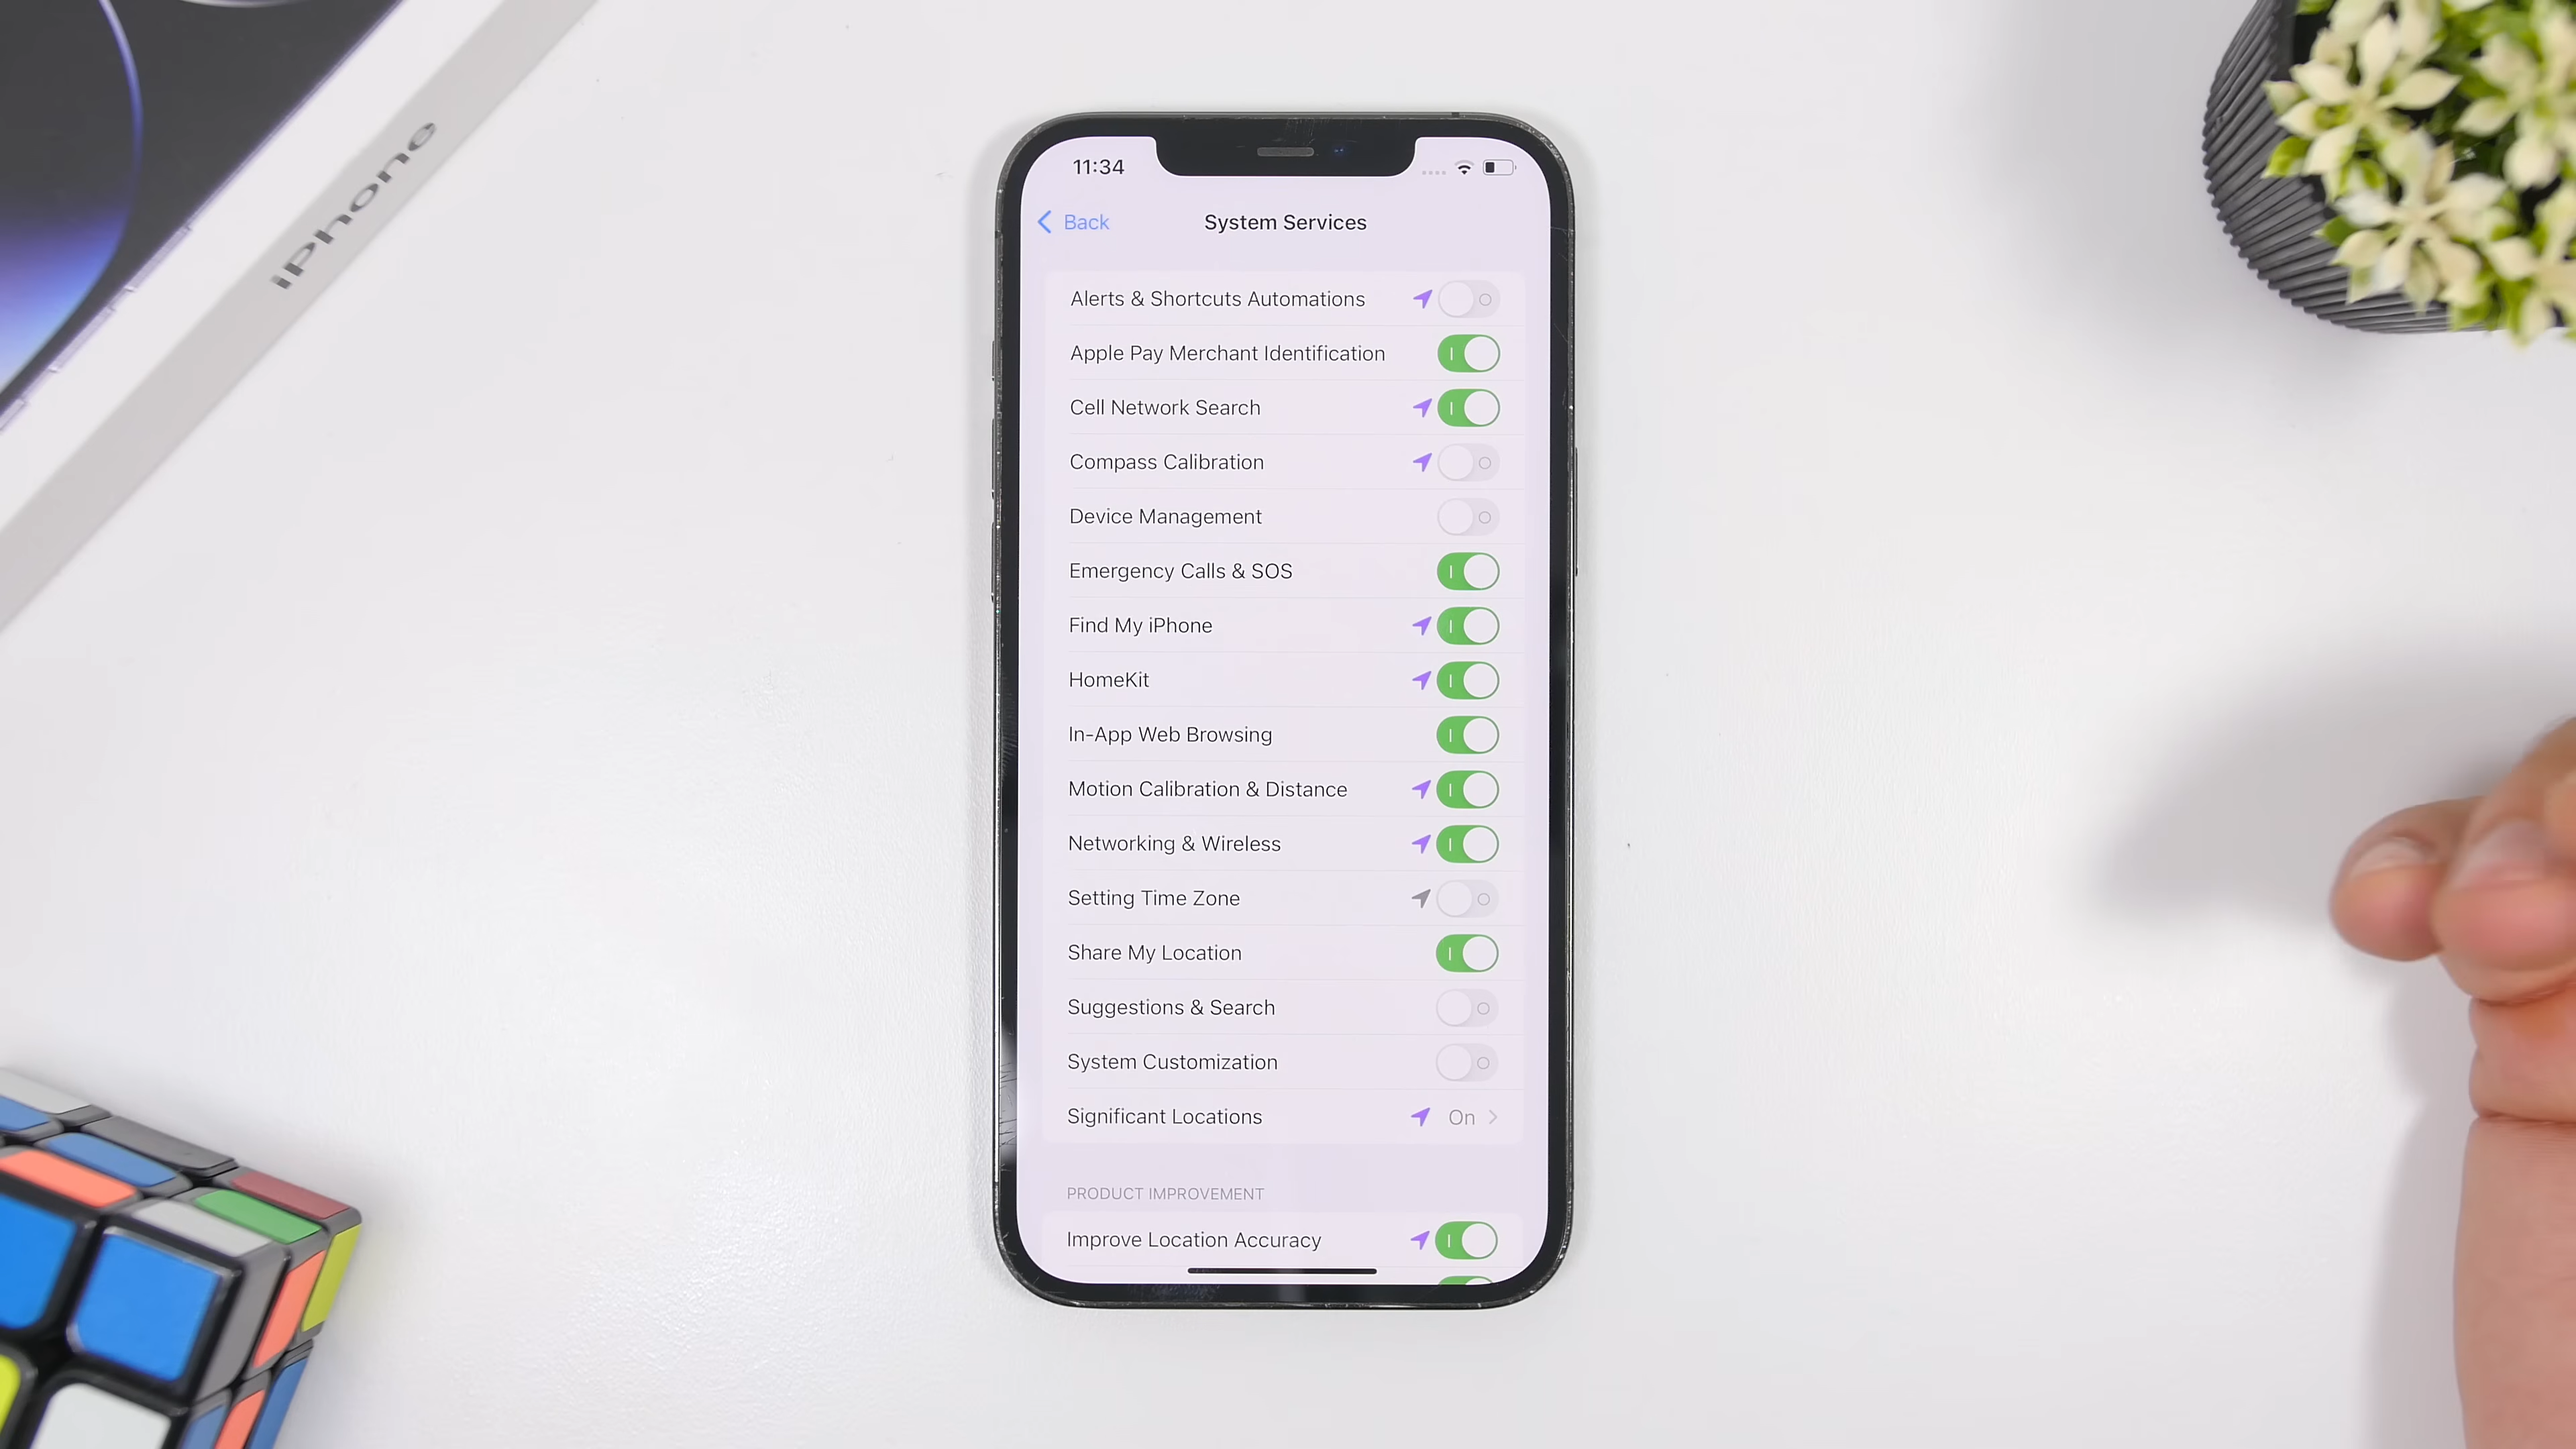 iPhone
11:34
Back
System Services
Alerts & Shortcuts Automations
Apple Pay Merchant Identification
Cell Network Search
Compass Calibration
Device Management
Emergency Calls & SOS
Find My iPhone
HomeKit
In-App Web Browsing
Motion Calibration & Distance
Networking & Wireless
Setting Time Zone
Share My Location
Suggestions & Search
System Customization
Significant Locations On
PRODUCT IMPROVEMENT
Improve Location Accuracy